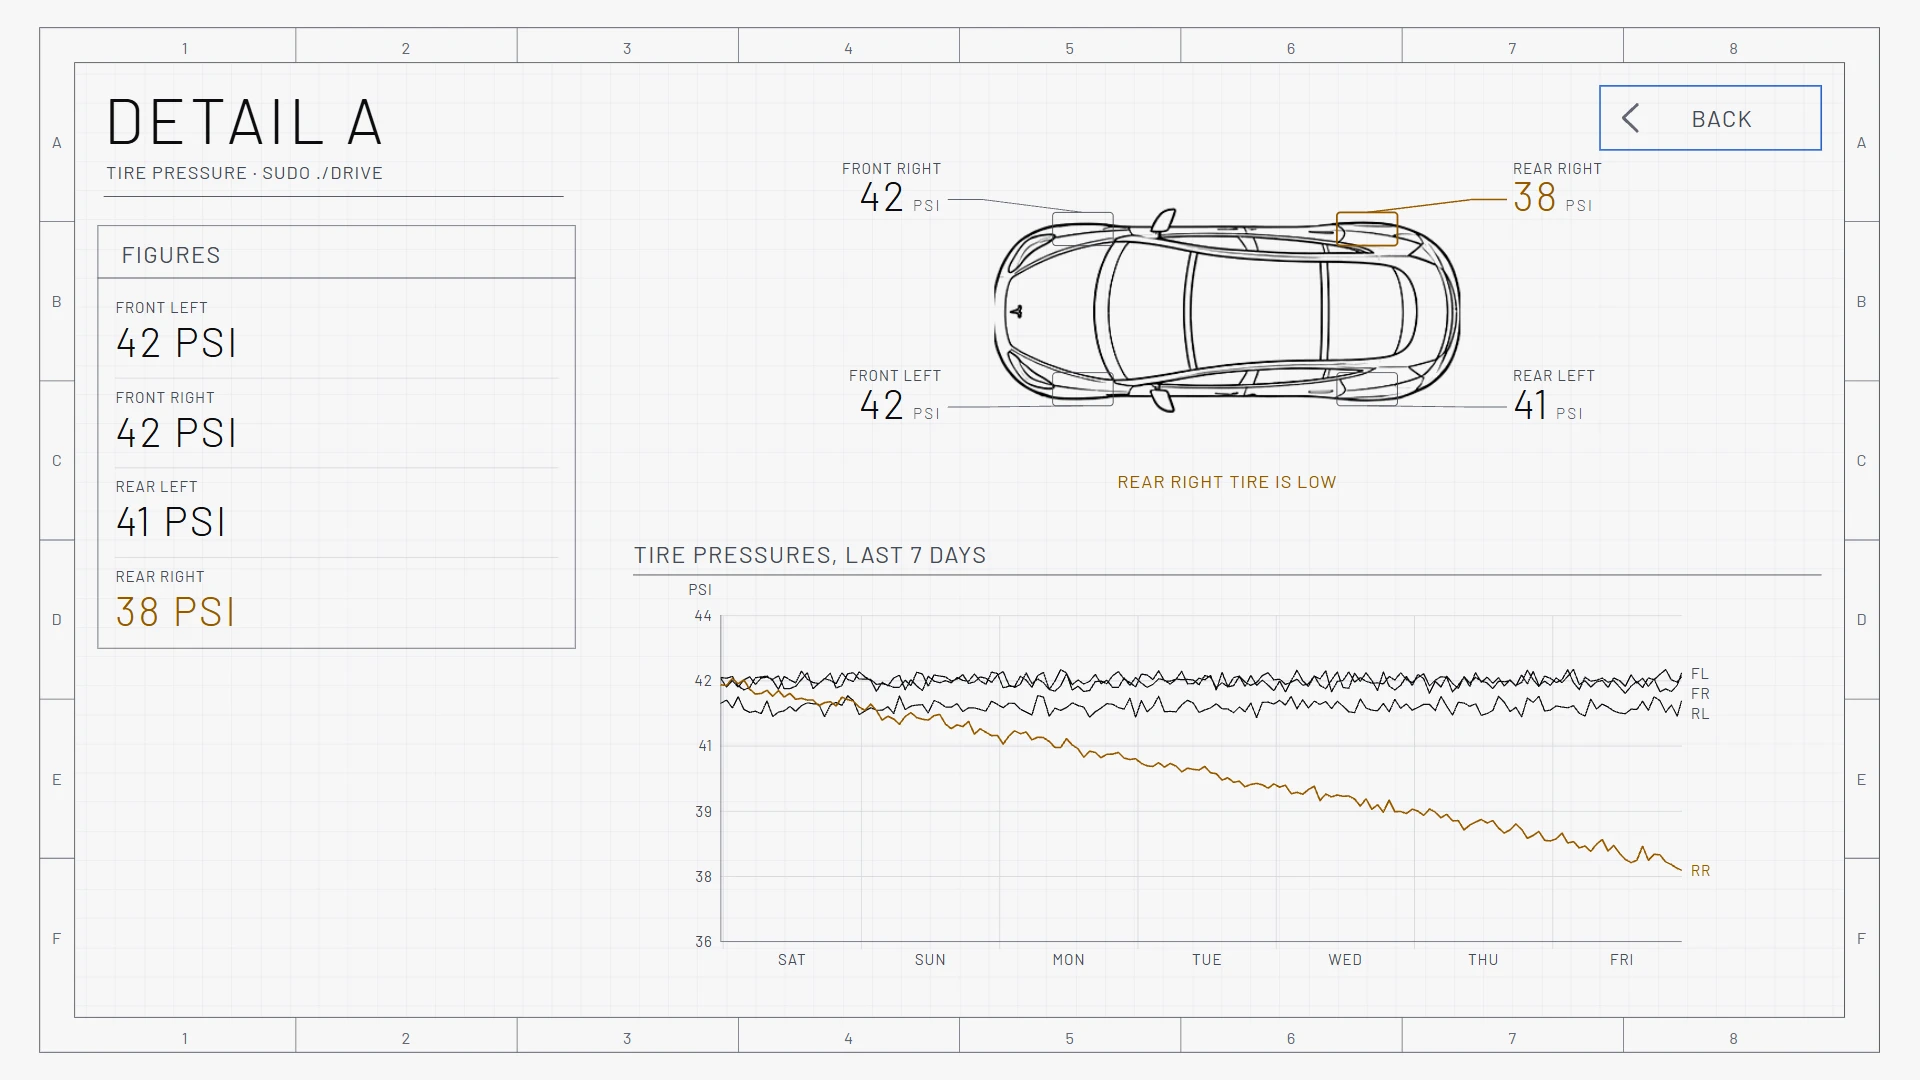 1 2 3 4 5 6 7 8
A A
B B
C C
D D
E E
F F
DETAIL A
TIRE PRESSURE · SUDO ./DRIVE
BACK
FIGURES
FRONT LEFT
42 PSI
FRONT RIGHT
42 PSI
REAR LEFT
41 PSI
REAR RIGHT
38 PSI
FRONT RIGHT
42 PSI
REAR RIGHT
38 PSI
FRONT LEFT
42 PSI
REAR LEFT
41 PSI
REAR RIGHT TIRE IS LOW
TIRE PRESSURES, LAST 7 DAYS
PSI
44
42
41
39
38
36
FL
FR
RL
RR
SAT SUN MON TUE WED THU FRI
1 2 3 4 5 6 7 8